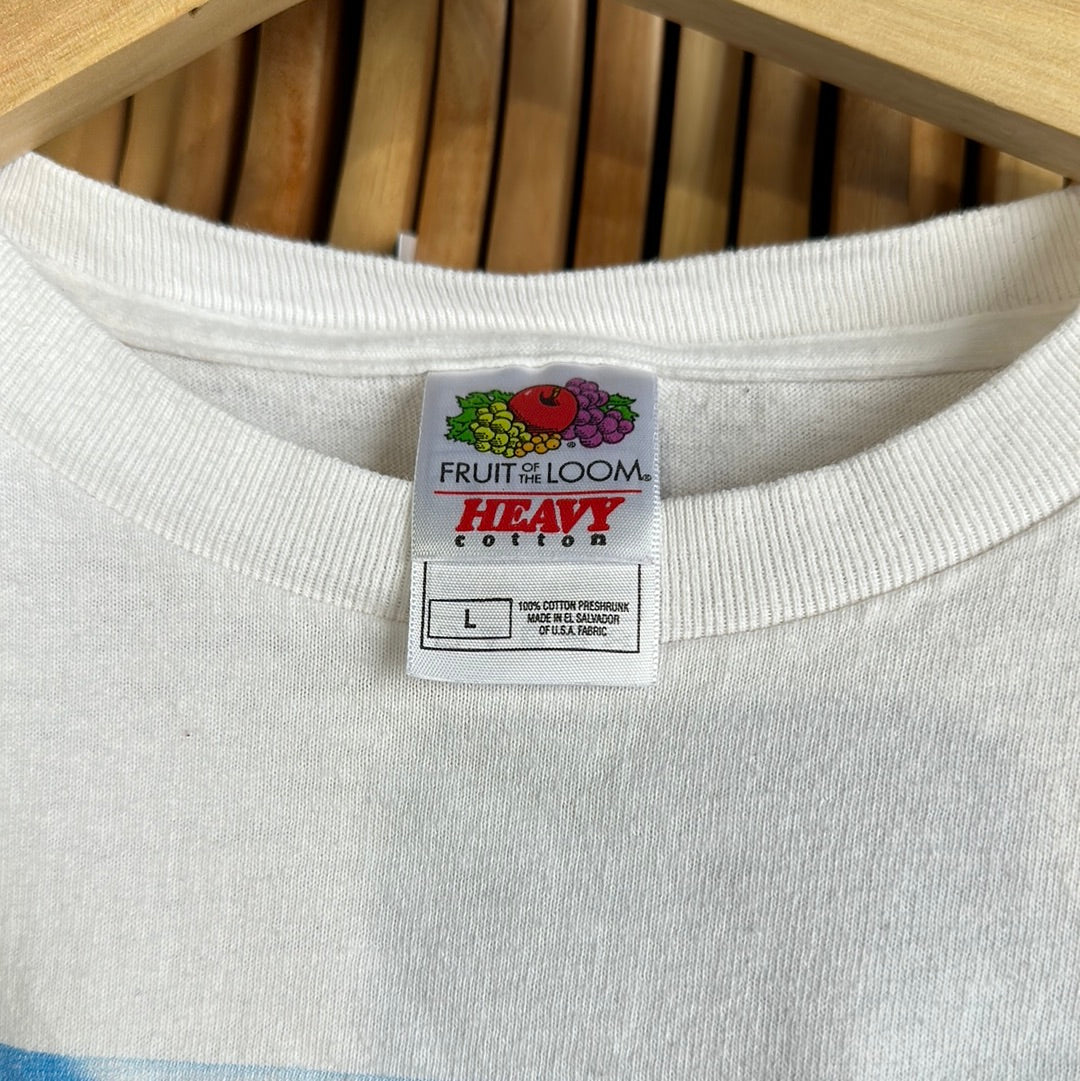 FRUIT OF THE LOOM®
HEAVY
cotton
L
100% COTTON PRESHRUNK
MADE IN EL SALVADOR
OF U.S.A. FABRIC